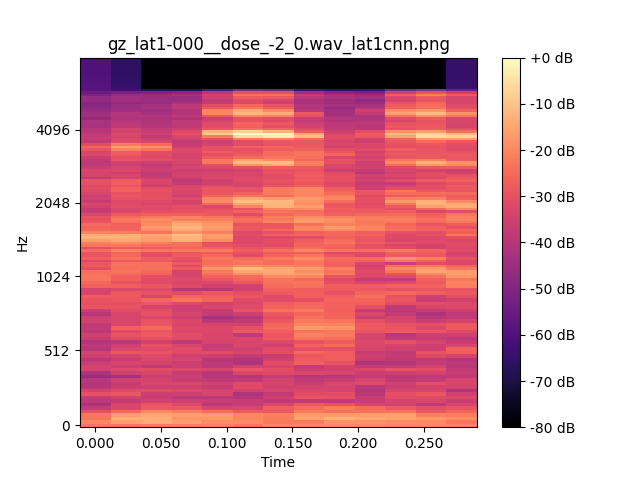 gz_lat1-000__dose_-2_0.wav_lat1cnn.png
+0 dB
4096
-10 dB
-20 dB
2048
-30 dB
Hz
-40 dB
1024
-50 dB
-60 dB
512
-70 dB
0
-80 dB
0.000 0.050 0.100 0.150 0.200 0.250
Time